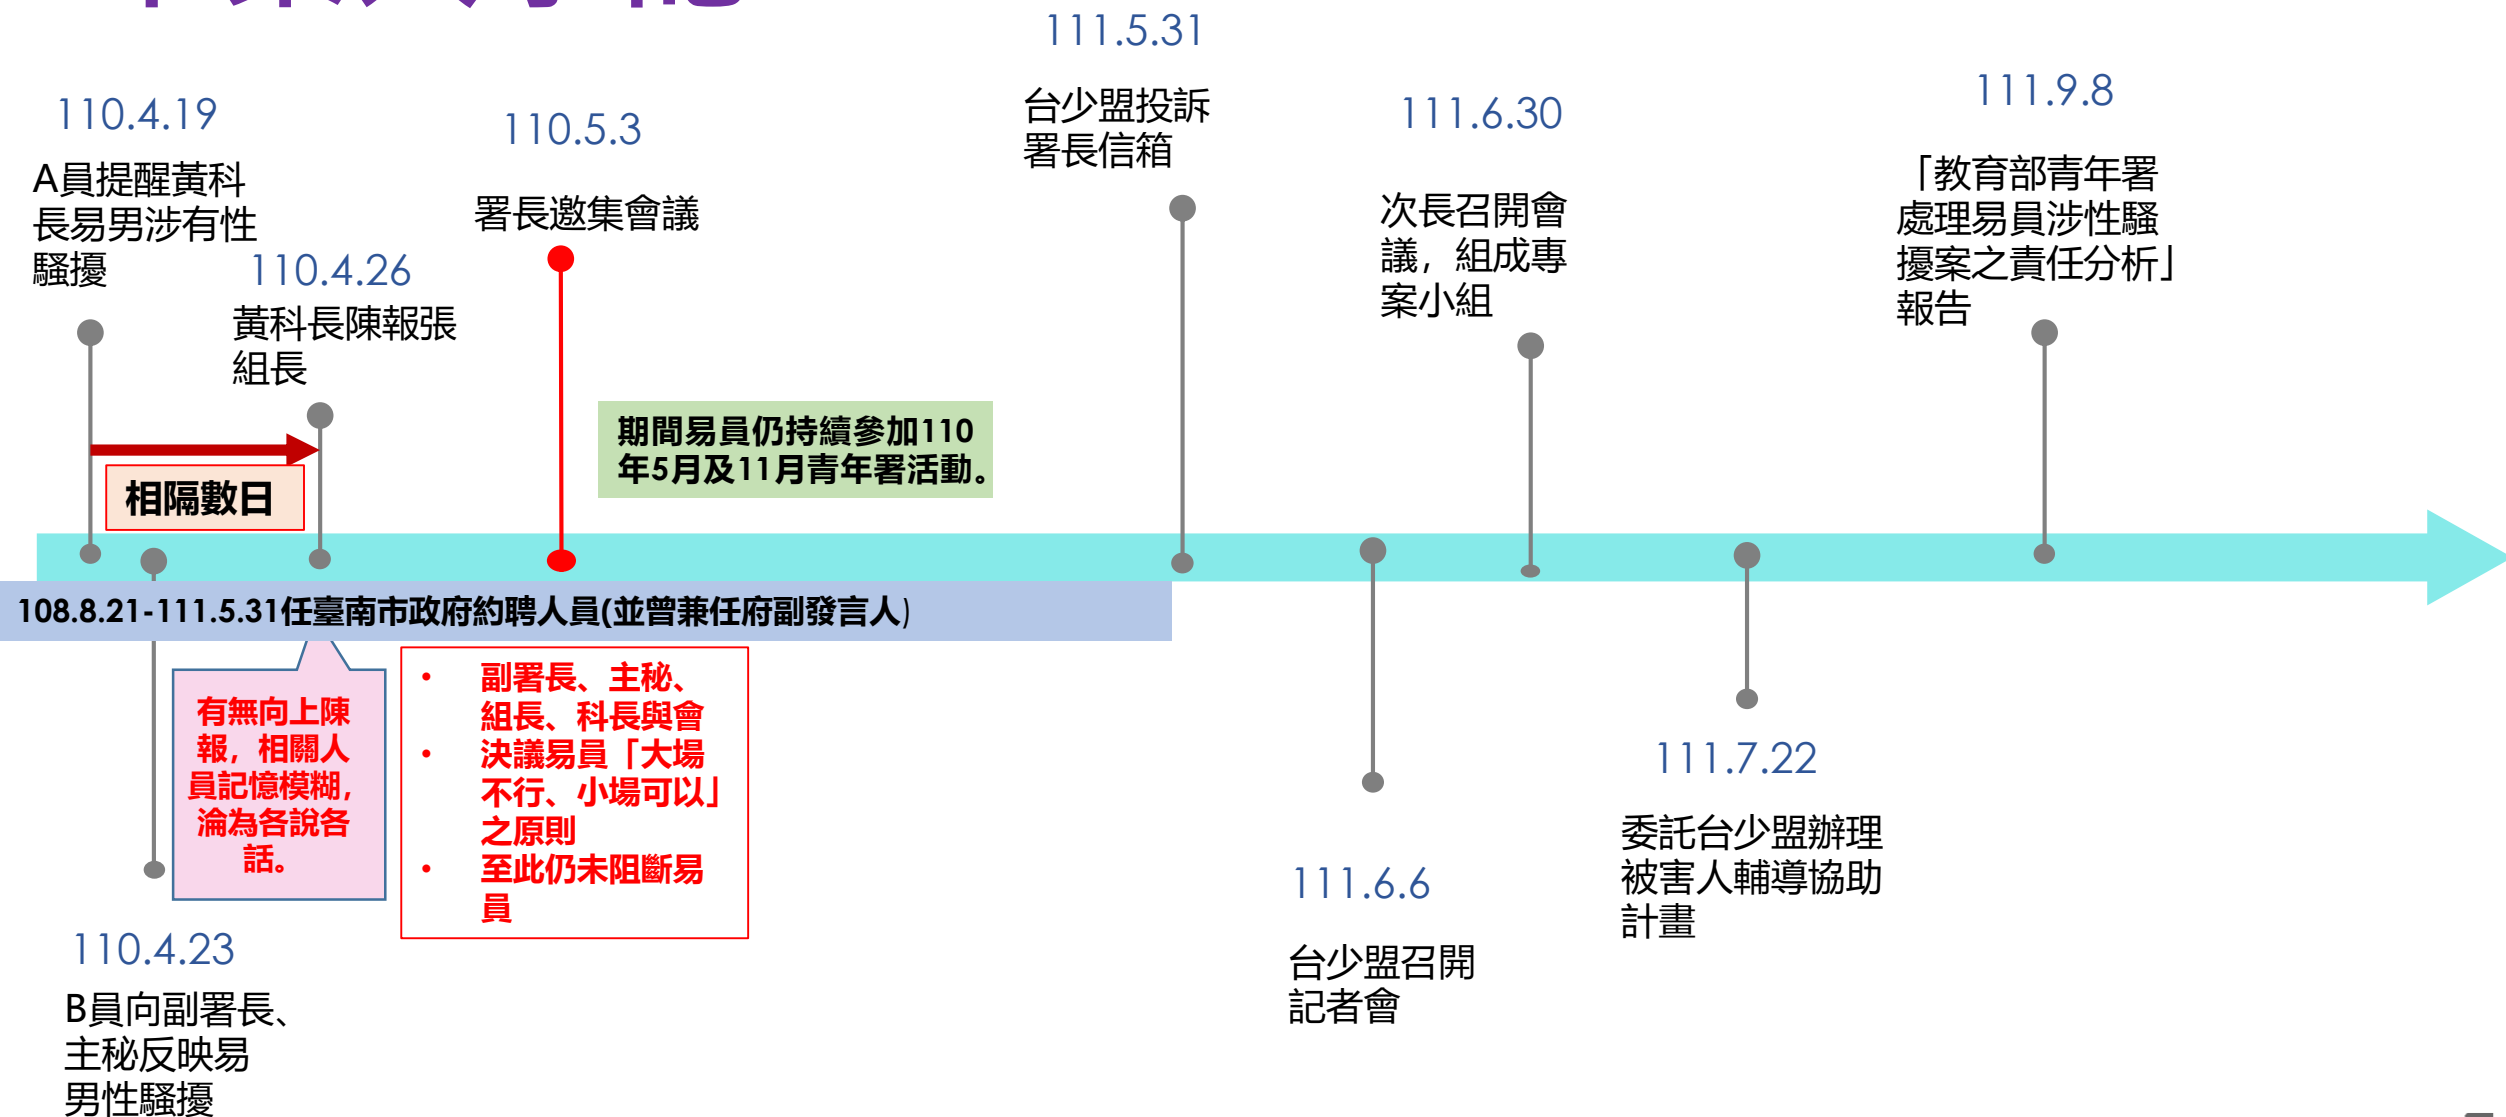 110.4.19
A員提醒黃科
長易男涉有性
騷擾
110.4.26
黃科長陳報張
組長
110.5.3
署長邀集會議
111.5.31
台少盟投訴
署長信箱
111.6.30
次長召開會
議，組成專
案小組
111.9.8
「教育部青年署
處理易員涉性騷
擾案之責任分析」
報告
相隔數日
期間易員仍持續參加110
年5月及11月青年署活動。
108.8.21-111.5.31任臺南市政府約聘人員(並曾兼任府副發言人)
有無向上陳
報，相關人
員記憶模糊，
淪為各說各
話。
• 副署長、主秘、
組長、科長與會
• 決議易員「大場
不行、小場可以」
之原則
• 至此仍未阻斷易
員
110.4.23
B員向副署長、
主秘反映易
男性騷擾
111.6.6
台少盟召開
記者會
111.7.22
委託台少盟辦理
被害人輔導協助
計畫